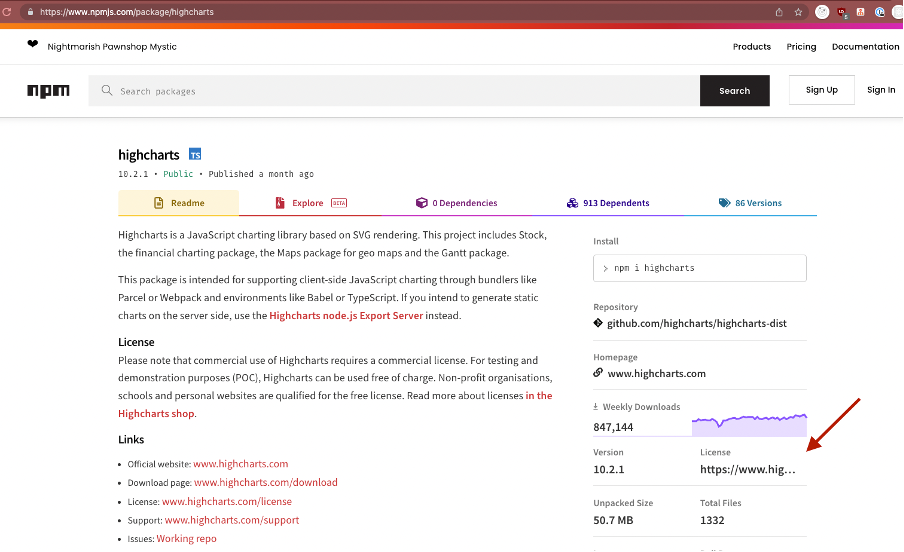 https://www.npmjs.com/package/highcharts
Nightmarish Pawnshop Mystic
Products
Pricing
Documentation
npm
Search packages
Search
Sign Up
Sign In
highcharts TS
10.2.1 • Public • Published a month ago
Readme
Explore BETA
0 Dependencies
913 Dependents
86 Versions
Highcharts is a JavaScript charting library based on SVG rendering. This project includes Stock,
the financial charting package, the Maps package for geo maps and the Gantt package.
This package is intended for supporting client-side JavaScript charting through bundlers like
Parcel or Webpack and environments like Babel or TypeScript. If you intend to generate static
charts on the server side, use the Highcharts node.js Export Server instead.
License
Please note that commercial use of Highcharts requires a commercial license. For testing and
demonstration purposes (POC), Highcharts can be used free of charge. Non-profit organisations,
schools and personal websites are qualified for the free license. Read more about licenses in the
Highcharts shop.
Links
• Official website: www.highcharts.com
• Download page: www.highcharts.com/download
• License: www.highcharts.com/license
• Support: www.highcharts.com/support
• Issues: Working repo
Install
> npm i highcharts
Repository
github.com/highcharts/highcharts-dist
Homepage
www.highcharts.com
Weekly Downloads
847,144
Version
10.2.1
License
https://www.hig...
Unpacked Size
50.7 MB
Total Files
1332